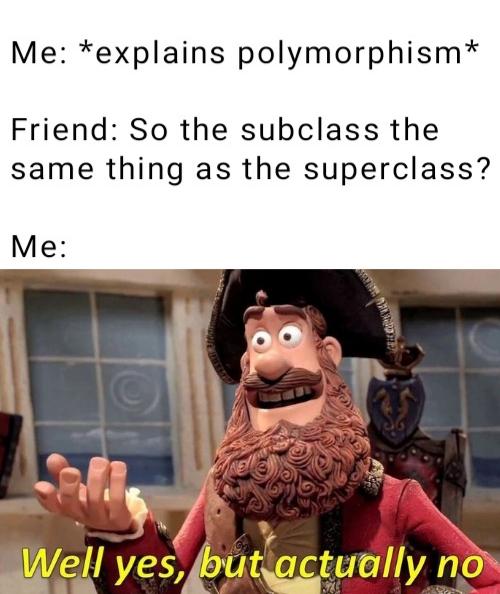 Me: *explains polymorphism*
Friend: So the subclass the
same thing as the superclass?
Me:
Well yes, but actually no